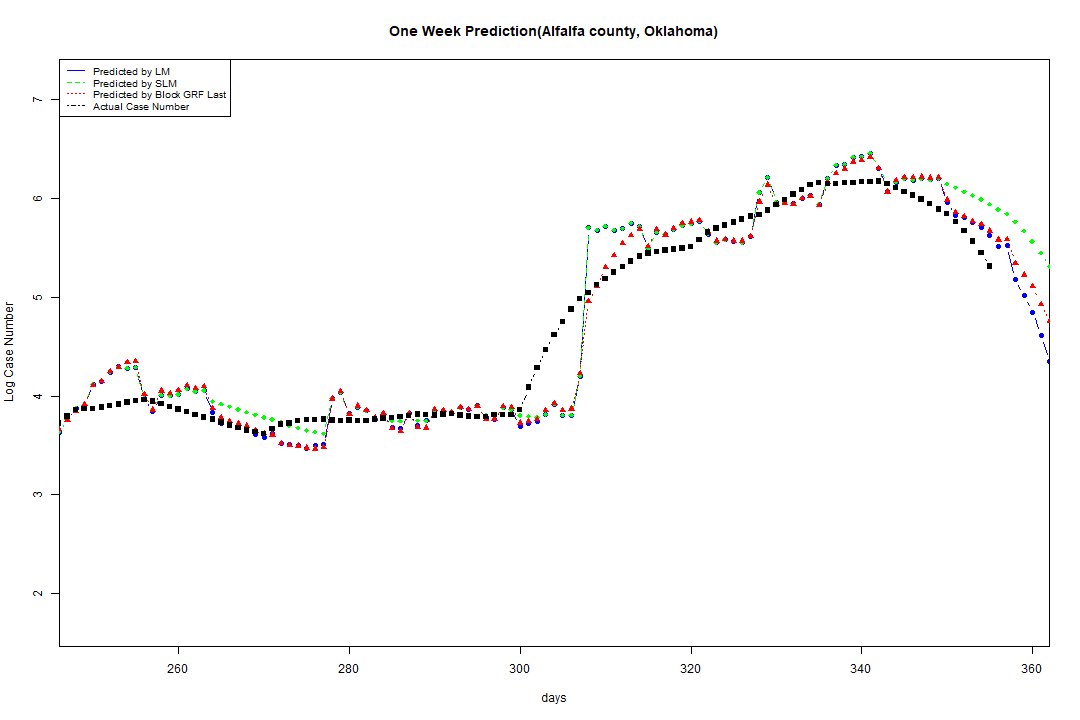 One Week Prediction(Alfalfa county, Oklahoma)
Predicted by LM
Predicted by SLM
Predicted by Block GRF Last
Actual Case Number
7
6
5
4
3
2
Log Case Number
260 280 300 320 340 360
days